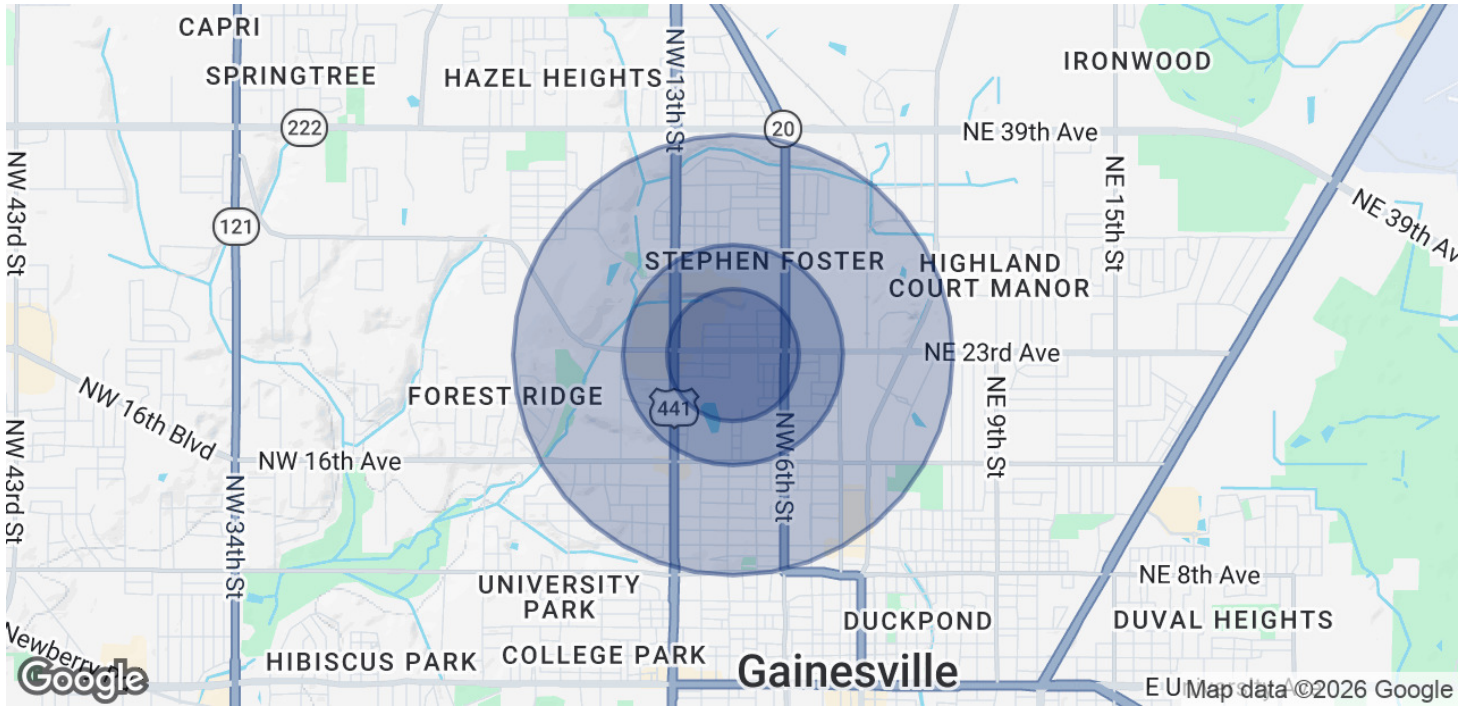 CAPRI
SPRINGTREE
HAZEL HEIGHTS
IRONWOOD
NW 13th St
222
20
NE 39th Ave
NW 43rd St
NE 15th St
NE 39th Av
121
STEPHEN FOSTER
HIGHLAND
COURT MANOR
NE 23rd Ave
FOREST RIDGE
441
NW 16th Blvd
NW 6th St
NE 9th St
NW 43rd St
NW 16th Ave
NW 34th St
UNIVERSITY
PARK
NE 8th Ave
DUCKPOND
DUVAL HEIGHTS
Newberry
HIBISCUS PARK
COLLEGE PARK
Gainesville
Google
E University Ave
Map data ©2026 Google